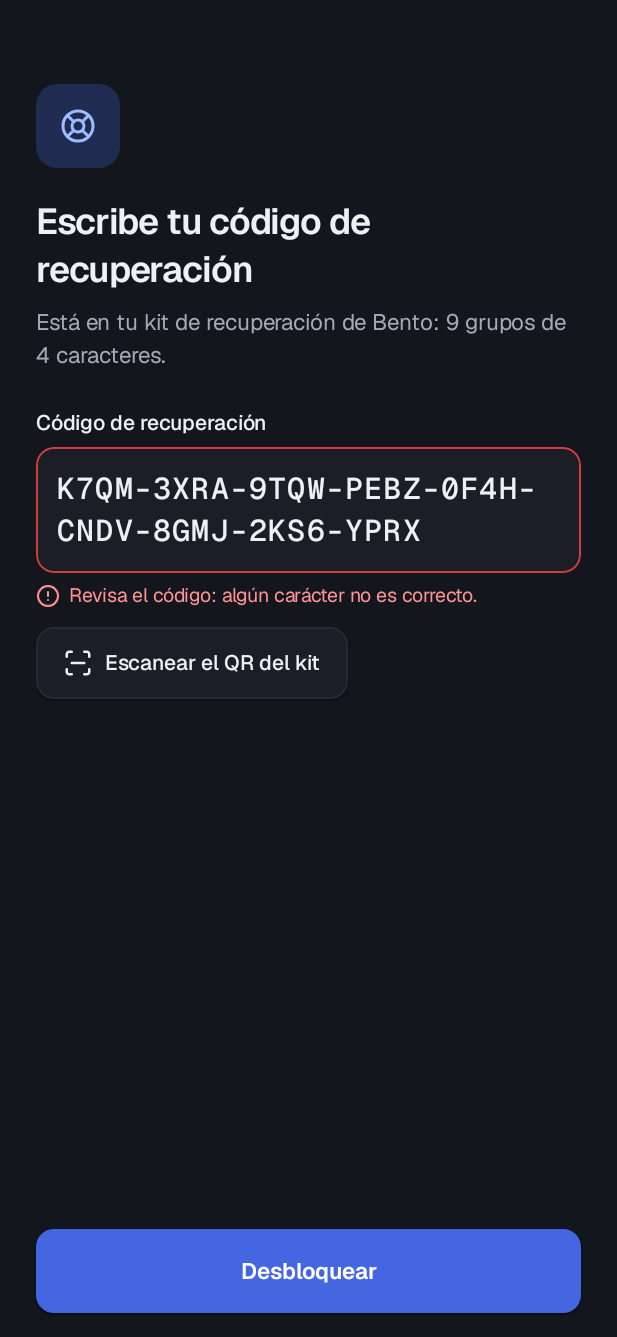 Escribe tu código de
recuperación
Está en tu kit de recuperación de Bento: 9 grupos de
4 caracteres.
Código de recuperación
K7QM-3XRA-9TQW-PEBZ-0F4H-
CNDV-8GMJ-2KS6-YPRX
Revisa el código: algún carácter no es correcto.
Escanear el QR del kit
Desbloquear